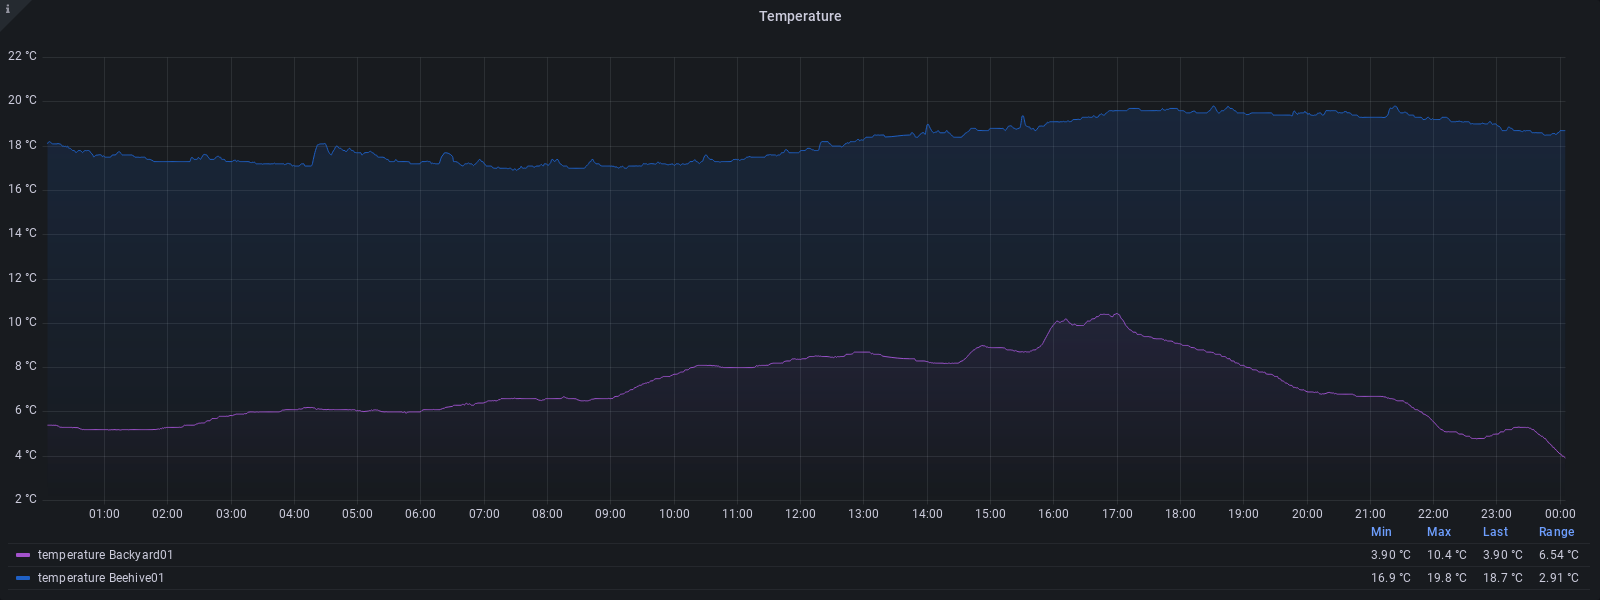 i
Temperature
22 °C
20 °C
18 °C
16 °C
14 °C
12 °C
10 °C
8 °C
6 °C
4 °C
2 °C
01:00 02:00 03:00 04:00 05:00 06:00 07:00 08:00 09:00 10:00 11:00 12:00 13:00 14:00 15:00 16:00 17:00 18:00 19:00 20:00 21:00 22:00 23:00 00:00
Min Max Last Range
temperature Backyard01 3.90 °C 10.4 °C 3.90 °C 6.54 °C
temperature Beehive01 16.9 °C 19.8 °C 18.7 °C 2.91 °C